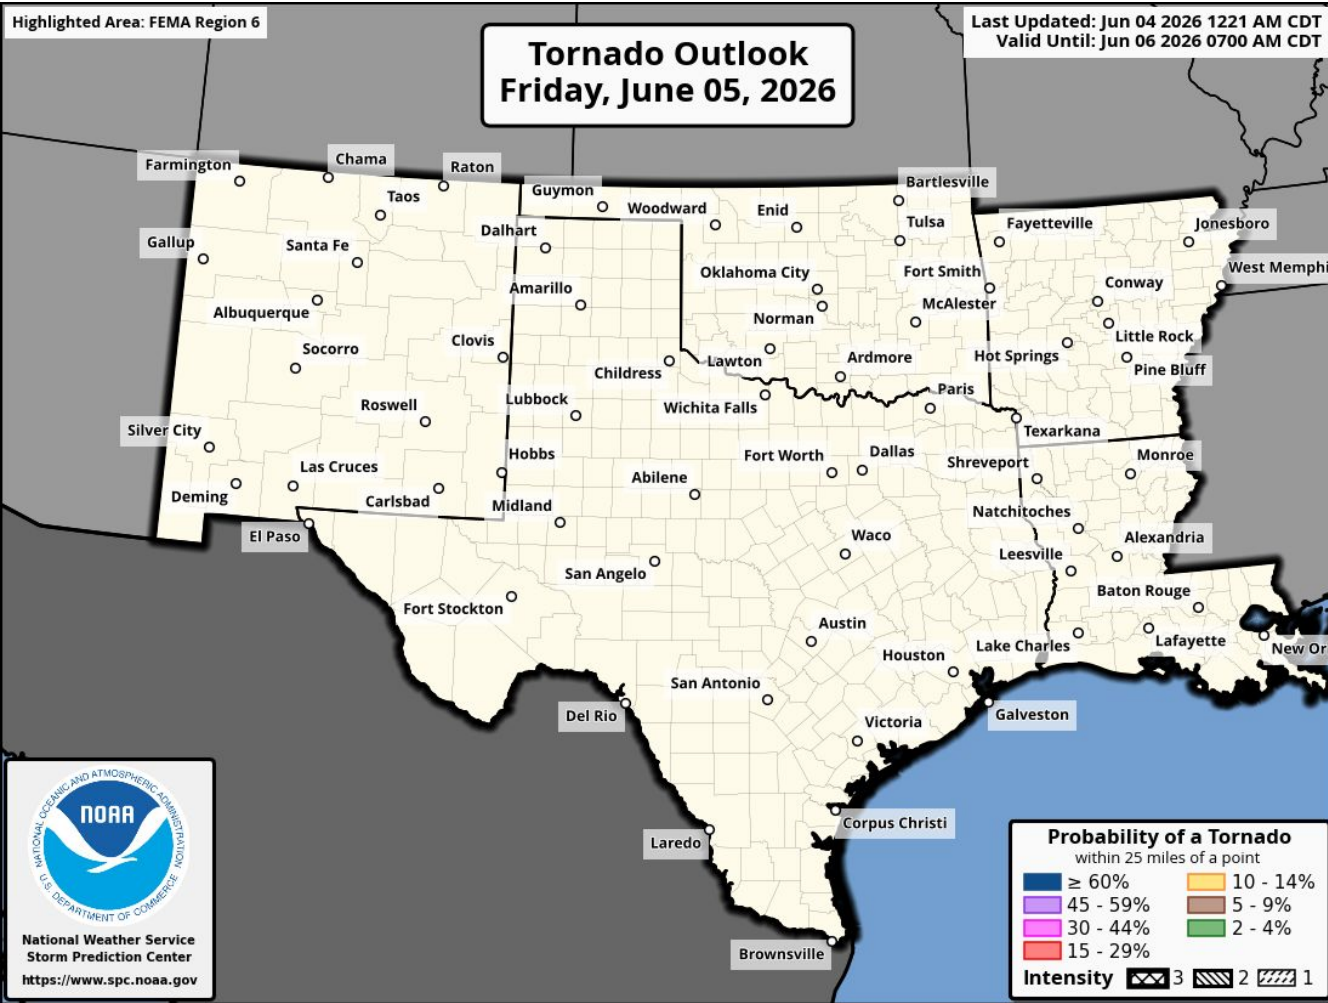 Highlighted Area: FEMA Region 6
Last Updated: Jun 04 2026 1221 AM CDT
Valid Until: Jun 06 2026 0700 AM CDT
Tornado Outlook
Friday, June 05, 2026
Farmington
Chama
Raton
Taos
Guymon
Woodward
Enid
Bartlesville
Tulsa
Fayetteville
Jonesboro
Gallup
Santa Fe
Dalhart
Oklahoma City
Fort Smith
West Memphi
Amarillo
Conway
McAlester
Albuquerque
Norman
Socorro
Clovis
Little Rock
Lawton
Ardmore
Hot Springs
Pine Bluff
Childress
Paris
Roswell
Lubbock
Wichita Falls
Silver City
Texarkana
Hobbs
Fort Worth
Dallas
Shreveport
Monroe
Las Cruces
Abilene
Deming
Carlsbad
Midland
Natchitoches
El Paso
Waco
Alexandria
Leesville
San Angelo
Baton Rouge
Fort Stockton
Austin
Lake Charles
Lafayette
New Or
Houston
San Antonio
Del Rio
Victoria
Galveston
Corpus Christi
Laredo
Brownsville
NATIONAL OCEANIC AND ATMOSPHERIC ADMINISTRATION
NOAA
U.S. DEPARTMENT OF COMMERCE
National Weather Service
Storm Prediction Center
https://www.spc.noaa.gov
Probability of a Tornado
within 25 miles of a point
≥ 60%
10 - 14%
45 - 59%
5 - 9%
30 - 44%
2 - 4%
15 - 29%
Intensity 3 2 1